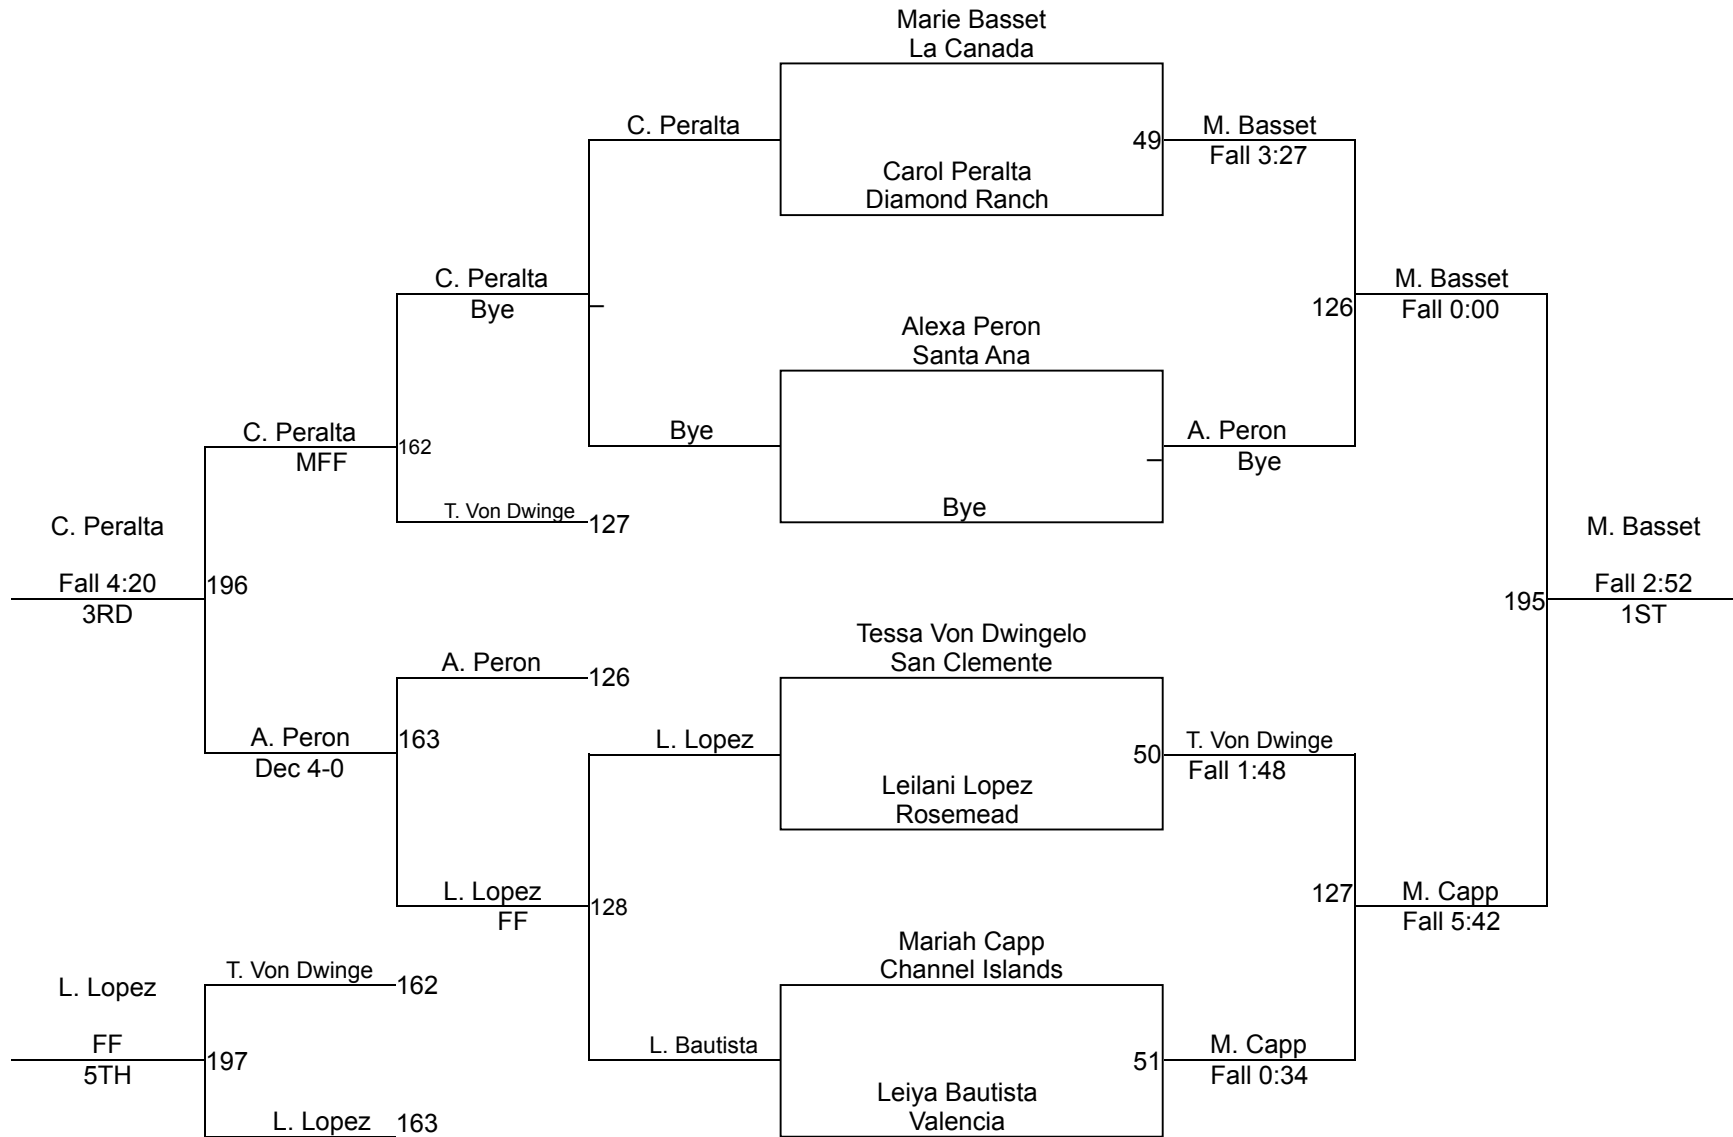 Marie Basset
La Canada
C. Peralta
49
M. Basset
Fall 3:27
Carol Peralta
Diamond Ranch
C. Peralta
Bye
M. Basset
126
Fall 0:00
Alexa Peron
Santa Ana
C. Peralta
MFF
162
Bye
A. Peron
Bye
T. Von Dwinge
127
Bye
C. Peralta
Fall 4:20
3RD
196
M. Basset
195
Fall 2:52
1ST
Tessa Von Dwingelo
San Clemente
A. Peron
126
A. Peron
Dec 4-0
163
L. Lopez
50
T. Von Dwinge
Fall 1:48
Leilani Lopez
Rosemead
L. Lopez
FF
128
127
M. Capp
Fall 5:42
Mariah Capp
Channel Islands
T. Von Dwinge
162
L. Lopez
FF
5TH
197
L. Bautista
51
M. Capp
Fall 0:34
Leiya Bautista
Valencia
L. Lopez
163